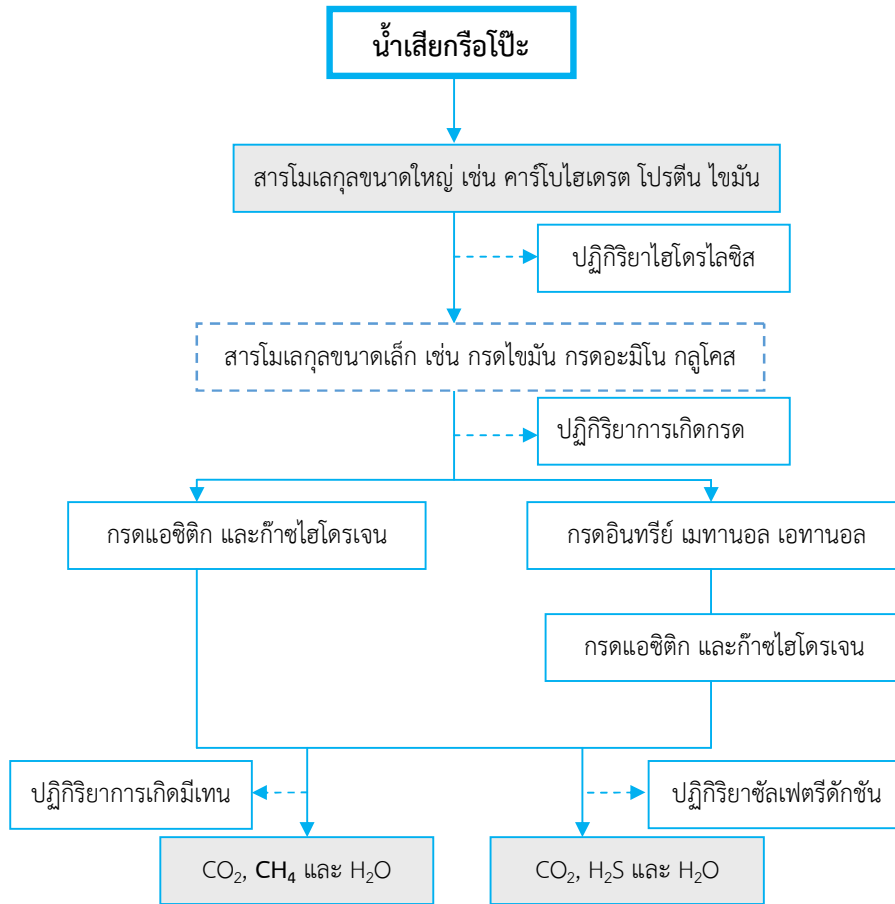 น้ำเสียกรือโป๊ะ
สารโมเลกุลขนาดใหญ่ เช่น คาร์โบไฮเดรต โปรตีน ไขมัน
ปฏิกิริยาไฮโดรไลซิส
สารโมเลกุลขนาดเล็ก เช่น กรดไขมัน กรดอะมิโน กลูโคส
ปฏิกิริยาการเกิดกรด
กรดแอซิติก และก๊าซไฮโดรเจน
กรดอินทรีย์ เมทานอล เอทานอล
กรดแอซิติก และก๊าซไฮโดรเจน
ปฏิกิริยาการเกิดมีเทน
ปฏิกิริยาซัลเฟตรีดักชัน
CO₂, CH₄ และ H₂O
CO₂, H₂S และ H₂O